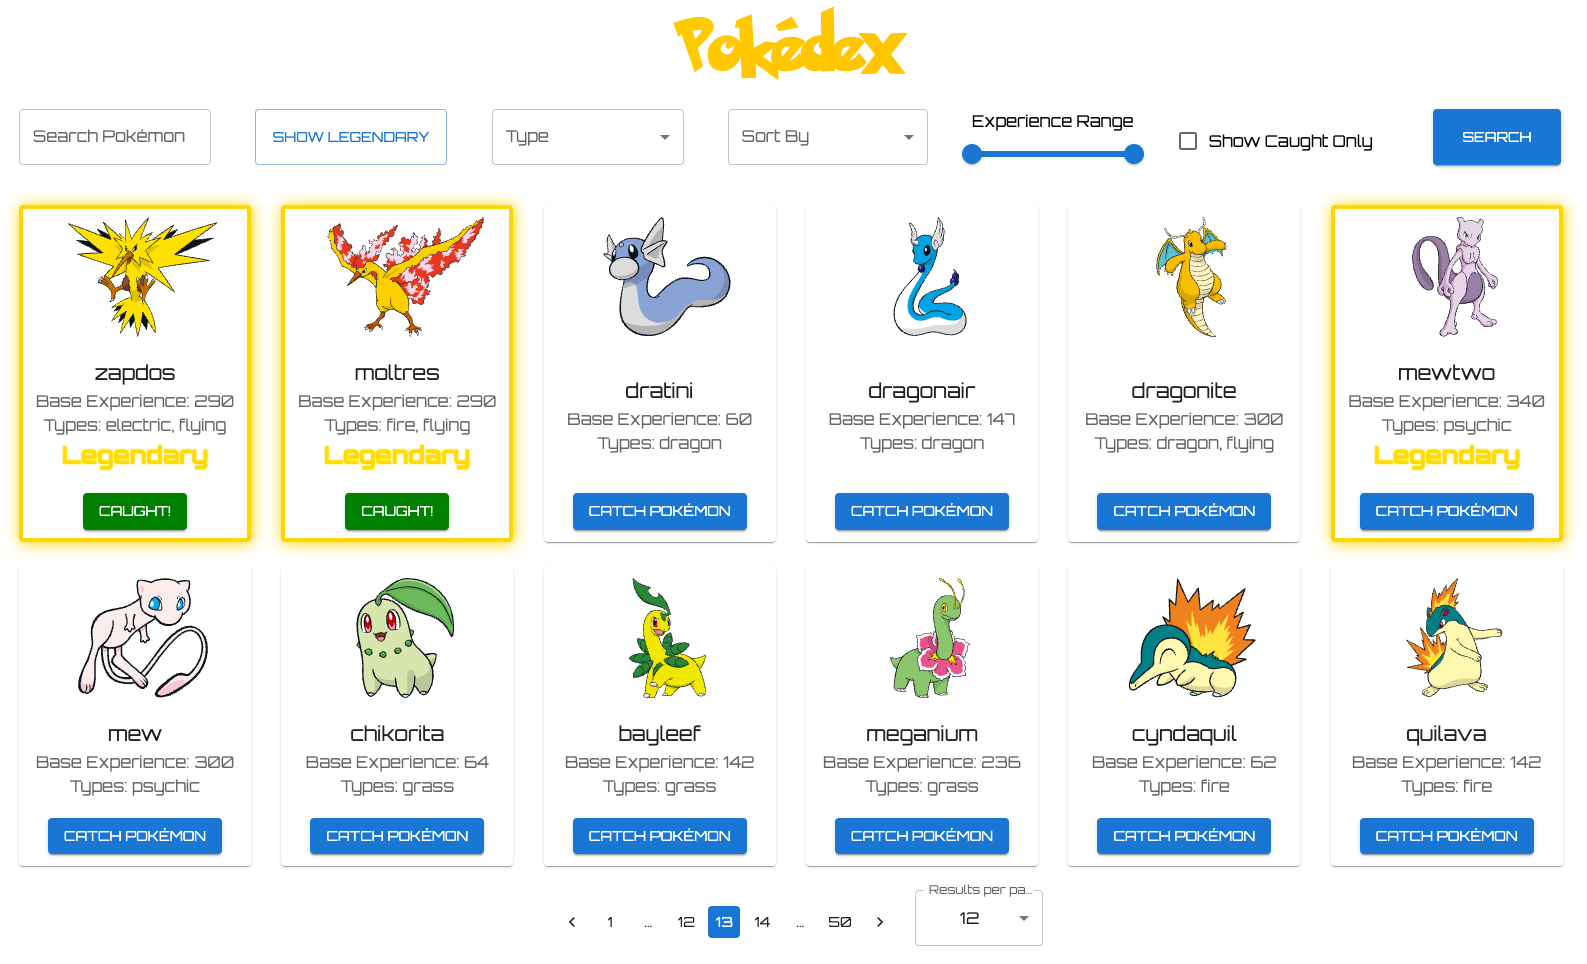 Pokédex
Search Pokémon
SHOW LEGENDARY
Type
Sort By
Experience Range
Show Caught Only
SEARCH
zapdos
Base Experience: 290
Types: electric, flying
Legendary
CAUGHT!
moltres
Base Experience: 290
Types: fire, flying
Legendary
CAUGHT!
dratini
Base Experience: 60
Types: dragon
CATCH POKÉMON
dragonair
Base Experience: 147
Types: dragon
CATCH POKÉMON
dragonite
Base Experience: 300
Types: dragon, flying
CATCH POKÉMON
mewtwo
Base Experience: 340
Types: psychic
Legendary
CATCH POKÉMON
mew
Base Experience: 300
Types: psychic
CATCH POKÉMON
chikorita
Base Experience: 64
Types: grass
CATCH POKÉMON
bayleef
Base Experience: 142
Types: grass
CATCH POKÉMON
meganium
Base Experience: 236
Types: grass
CATCH POKÉMON
cyndaquil
Base Experience: 62
Types: fire
CATCH POKÉMON
quilava
Base Experience: 142
Types: fire
CATCH POKÉMON
1 ... 12 13 14 ... 50
Results per pa...
12